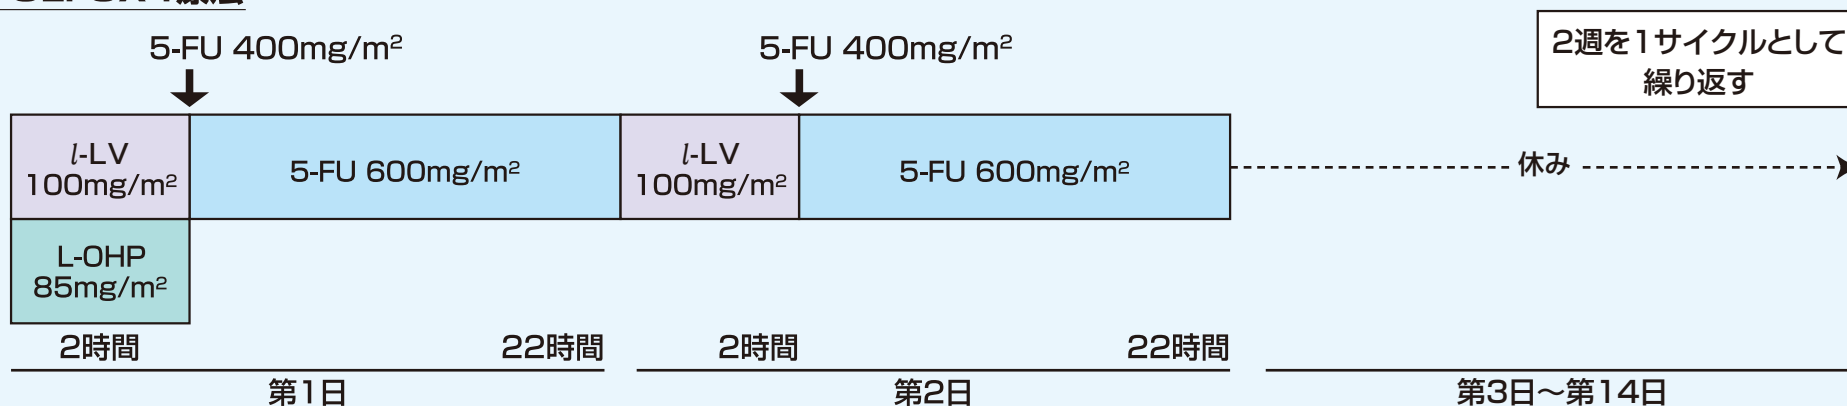 5-FU 400mg/m²
5-FU 400mg/m²
2週を1サイクルとして
繰り返す
l-LV
100mg/m²
5-FU 600mg/m²
l-LV
100mg/m²
5-FU 600mg/m²
休み
L-OHP
85mg/m²
2時間
22時間
2時間
22時間
第1日
第2日
第3日～第14日